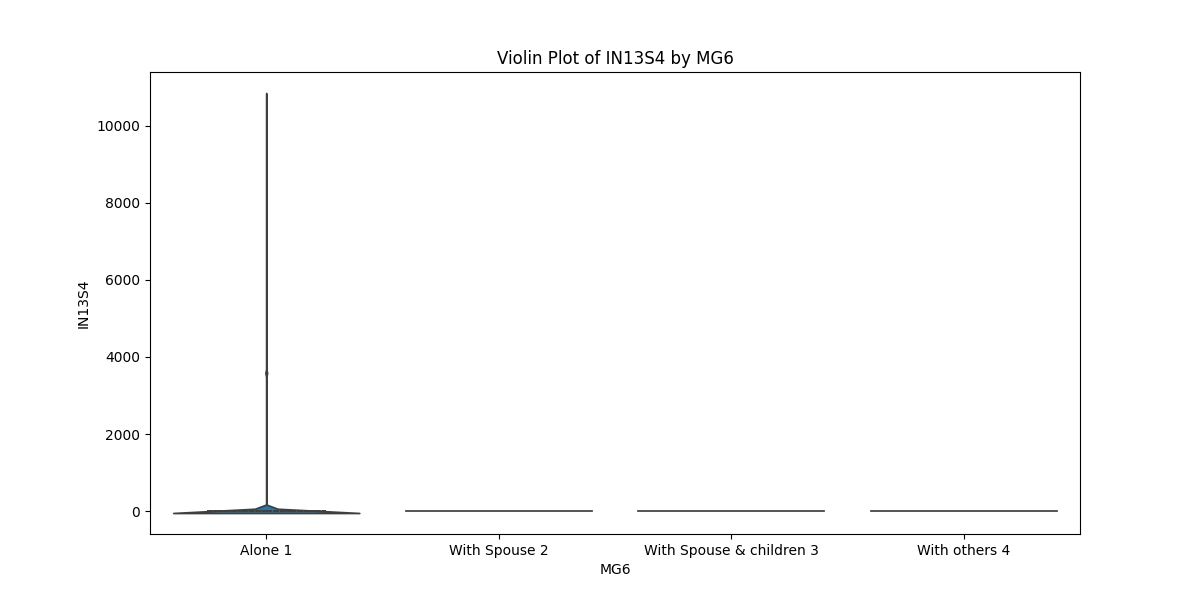 Violin Plot of IN13S4 by MG6
10000
8000
6000
4000
2000
0
IN13S4
Alone 1
With Spouse 2
With Spouse & children 3
With others 4
MG6